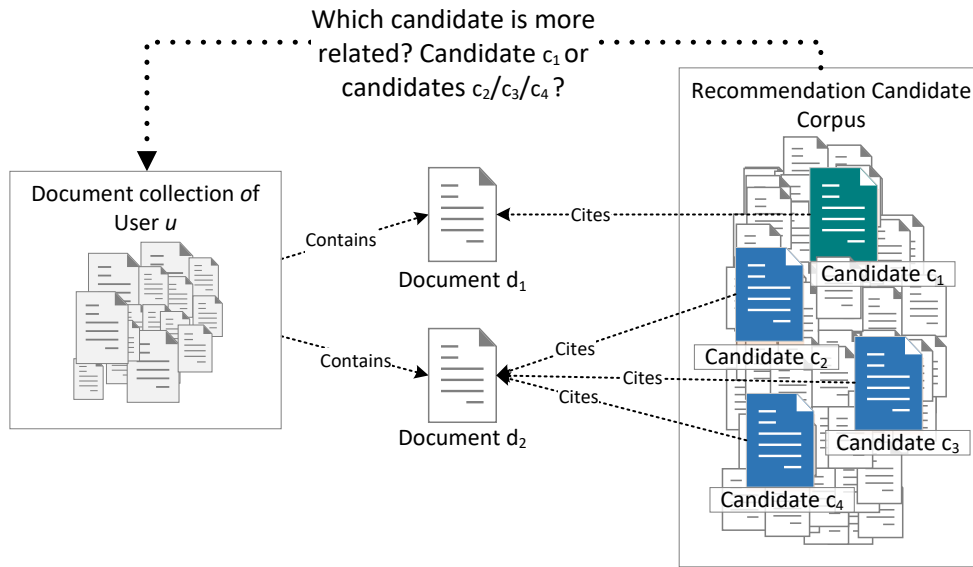 Which candidate is more
related? Candidate c₁ or
candidates c₂/c₃/c₄ ?
Recommendation Candidate
Corpus
Document collection of
User u
Contains
Cites
Document d₁
Candidate c₁
Contains
Cites
Candidate c₂
Cites
Cites
Document d₂
Candidate c₃
Candidate c₄